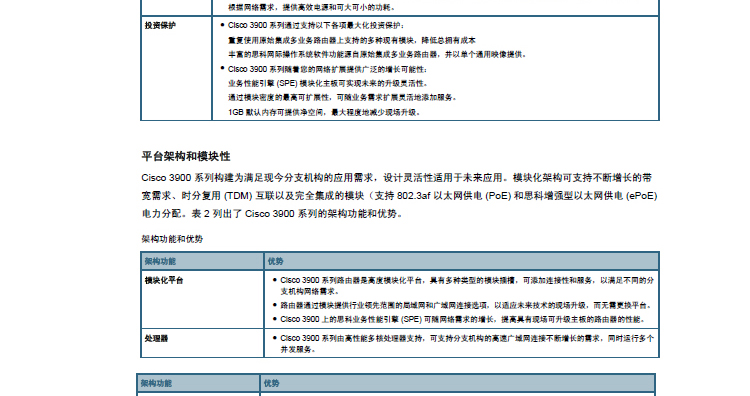 根据网络需求，提供高效电源和可大可小的功耗。
投资保护
● Cisco 3900 系列通过支持以下各项最大化投资保护：
重复使用原始集成多业务路由器上支持的多种现有模块，降低总拥有成本
丰富的思科网际操作系统软件功能源自原始集成多业务路由器，并以单个通用映像提供。
● Cisco 3900 系列随着您的网络扩展提供广泛的增长可能性：
业务性能引擎 (SPE) 模块化主板可实现未来的升级灵活性。
通过模块密度的最高可扩展性，可随业务需求扩展灵活地添加服务。
1GB 默认内存可提供净空间，最大程度地减少现场升级。
平台架构和模块性
Cisco 3900 系列构建为满足现今分支机构的应用需求，设计灵活性适用于未来应用。模块化架构可支持不断增长的带
宽需求、时分复用 (TDM) 互联以及完全集成的模块（支持 802.3af 以太网供电 (PoE) 和思科增强型以太网供电 (ePoE)
电力分配。表 2 列出了 Cisco 3900 系列的架构功能和优势。
架构功能和优势
架构功能
优势
模块化平台
● Cisco 3900 系列路由器是高度模块化平台，具有多种类型的模块插槽，可添加连接性和服务，以满足不同的分
支机构网络需求。
● 路由器通过模块提供行业领先范围的局域网和广域网连接选项，以适应未来技术的现场升级，而无需更换平台。
● Cisco 3900 上的思科业务性能引擎 (SPE) 可随网络需求的增长，提高具有现场可升级主板的路由器的性能。
处理器
● Cisco 3900 系列由高性能多核处理器支持，可支持分支机构的高速广域网连接不断增长的需求，同时运行多个
并发服务。
架构功能
优势